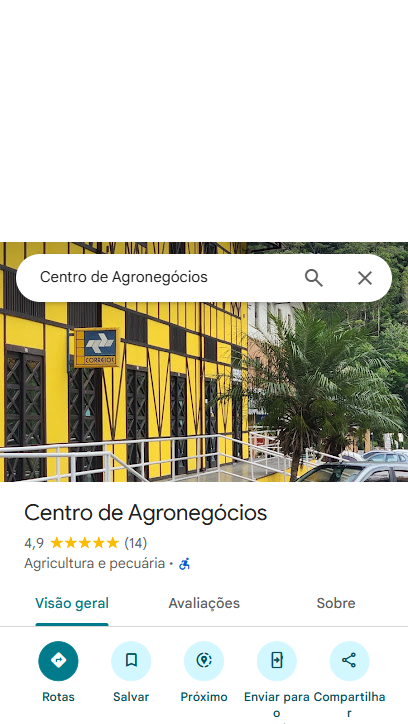 Centro de Agronegócios
CORREIOS
Centro de Agronegócios
4,9 (14)
Agricultura e pecuária ·
Visão geral
Avaliações
Sobre
Rotas
Salvar
Próximo
Enviar para o
Compartilhar